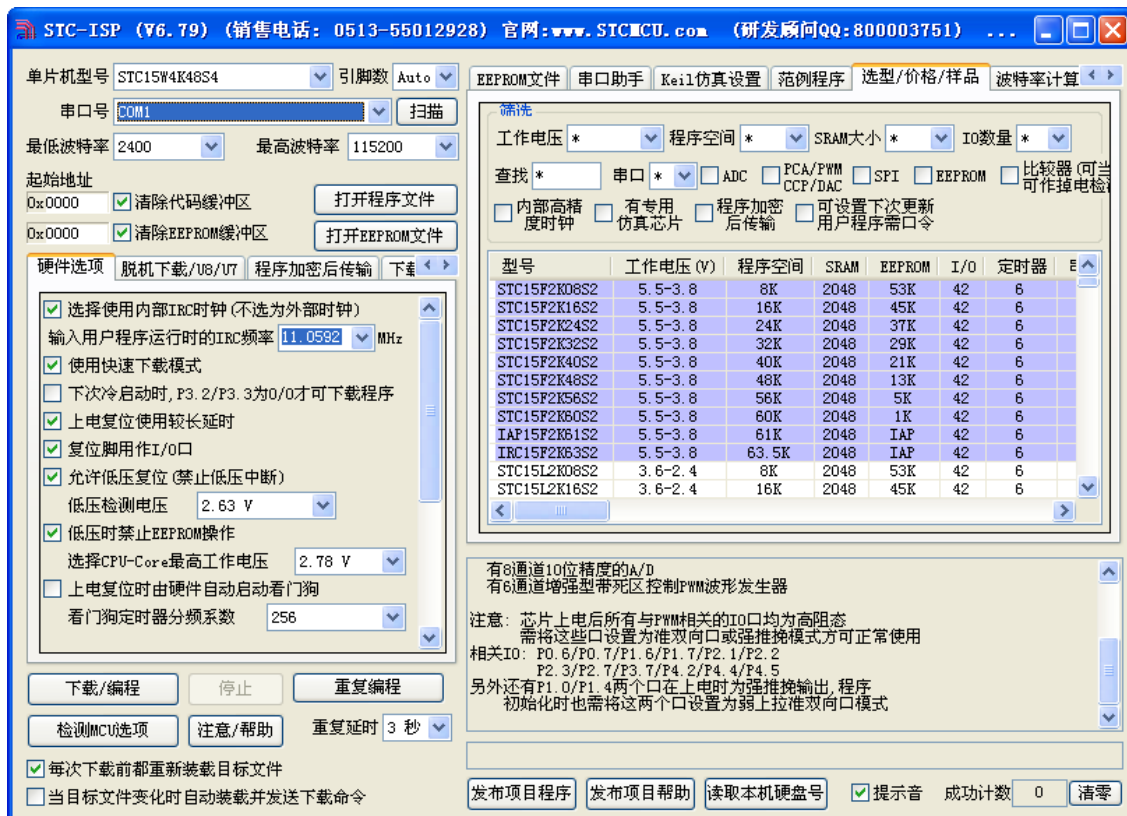 STC-ISP (V6.79) (销售电话: 0513-55012928) 官网:www.STCMCU.com (研发顾问QQ:800003751) ...
单片机型号 STC15W4K48S4 引脚数 Auto
串口号 COM1 扫描
最低波特率 2400 最高波特率 115200
起始地址
0x0000 清除代码缓冲区 打开程序文件
0x0000 清除EEPROM缓冲区 打开EEPROM文件
硬件选项 脱机下载/U8/U7 程序加密后传输
选择使用内部IRC时钟(不选为外部时钟)
输入用户程序运行时的IRC频率 11.0592 MHz
使用快速下载模式
下次冷启动时,P3.2/P3.3为0/0才可下载程序
上电复位使用较长延时
复位脚用作I/O口
允许低压复位(禁止低压中断)
低压检测电压 2.63 V
低压时禁止EEPROM操作
选择CPU-Core最高工作电压 2.78 V
上电复位时由硬件自动启动看门狗
看门狗定时器分频系数 256
下载/编程 停止 重复编程
检测MCU选项 注意/帮助 重复延时 3 秒
每次下载前都重新装载目标文件
当目标文件变化时自动装载并发送下载命令
EEPROM文件 串口助手 Keil仿真设置 范例程序 选型/价格/样品 波特率计算
筛选
工作电压 * 程序空间 * SRAM大小 * IO数量 *
查找 * 串口 * ADC PCA/PWM CCP/DAC SPI EEPROM 比较器(可当
可作掉电检
内部高精度时钟 有专用仿真芯片 程序加密后传输 可设置下次更新用户程序需口令
型号 工作电压(V) 程序空间 SRAM EEPROM I/O 定时器
STC15F2K08S2 5.5-3.8 8K 2048 53K 42 6
STC15F2K16S2 5.5-3.8 16K 2048 45K 42 6
STC15F2K24S2 5.5-3.8 24K 2048 37K 42 6
STC15F2K32S2 5.5-3.8 32K 2048 29K 42 6
STC15F2K40S2 5.5-3.8 40K 2048 21K 42 6
STC15F2K48S2 5.5-3.8 48K 2048 13K 42 6
STC15F2K56S2 5.5-3.8 56K 2048 5K 42 6
STC15F2K60S2 5.5-3.8 60K 2048 1K 42 6
IAP15F2K61S2 5.5-3.8 61K 2048 IAP 42 6
IRC15F2K63S2 5.5-3.8 63.5K 2048 IAP 42 6
STC15L2K08S2 3.6-2.4 8K 2048 53K 42 6
STC15L2K16S2 3.6-2.4 16K 2048 45K 42 6
有8通道10位精度的A/D
有6通道增强型带死区控制PWM波形发生器
注意: 芯片上电后所有与PWM相关的IO口均为高阻态
需将这些口设置为准双向口或强推挽模式方可正常使用
相关IO: P0.6/P0.7/P1.6/P1.7/P2.1/P2.2
P2.3/P2.7/P3.7/P4.2/P4.4/P4.5
另外还有P1.0/P1.4两个口在上电时为强推挽输出,程序
初始化时也需将这两个口设置为弱上拉准双向口模式
发布项目程序 发布项目帮助 读取本机硬盘号 提示音 成功计数 0 清零